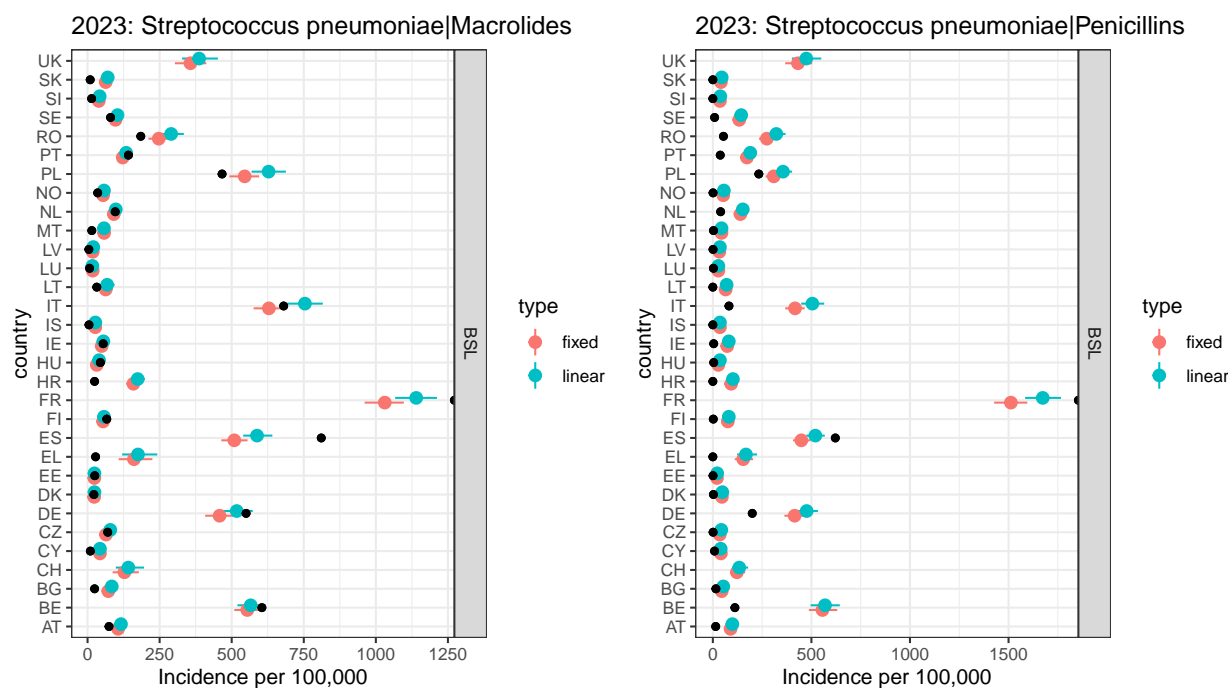 2023: Streptococcus pneumoniae|Macrolides
country
UK
SK
SI
SE
RO
PT
PL
NO
NL
MT
LV
LU
LT
IT
IS
IE
HU
HR
FR
FI
ES
EL
EE
DK
DE
CZ
CY
CH
BG
BE
AT
0 250 500 750 1000 1250
Incidence per 100,000
BSL
type
fixed
linear
2023: Streptococcus pneumoniae|Penicillins
country
UK
SK
SI
SE
RO
PT
PL
NO
NL
MT
LV
LU
LT
IT
IS
IE
HU
HR
FR
FI
ES
EL
EE
DK
DE
CZ
CY
CH
BG
BE
AT
0 500 1000 1500
Incidence per 100,000
BSL
type
fixed
linear